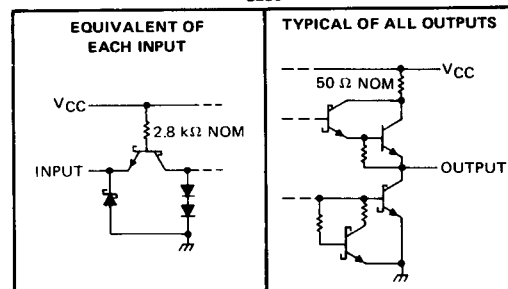 EQUIVALENT OF
EACH INPUT
VCC
2.8 kΩ NOM
INPUT
TYPICAL OF ALL OUTPUTS
VCC
50 Ω NOM
OUTPUT